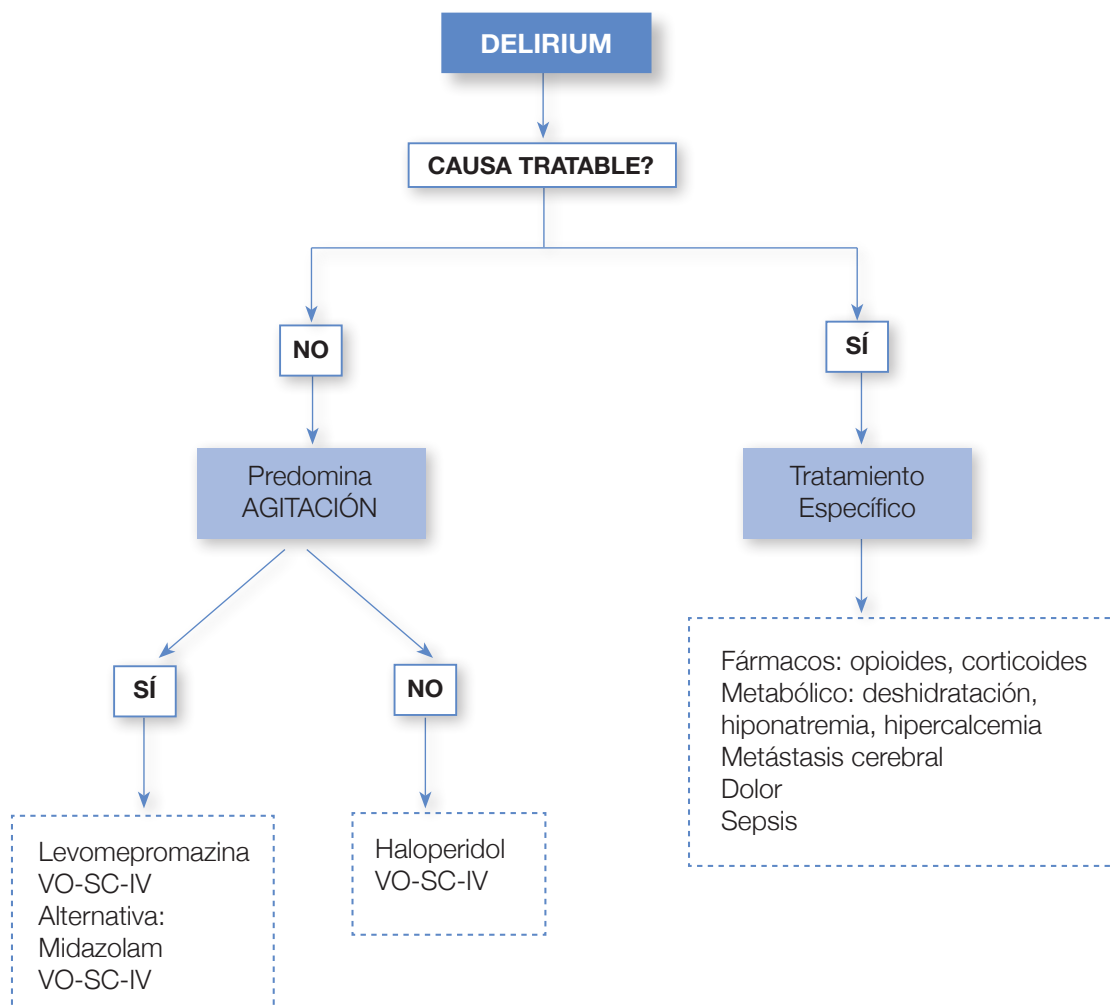 DELIRIUM
CAUSA TRATABLE?
NO
SÍ
Predomina
AGITACIÓN
Tratamiento
Específico
SÍ
NO
Fármacos: opioides, corticoides
Metabólico: deshidratación,
hiponatremia, hipercalcemia
Metástasis cerebral
Dolor
Sepsis
Levomepromazina
VO-SC-IV
Alternativa:
Midazolam
VO-SC-IV
Haloperidol
VO-SC-IV